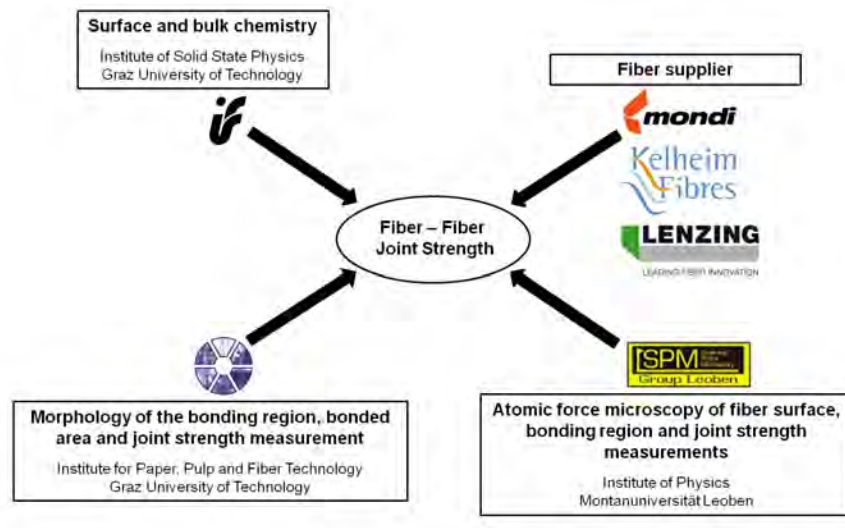 Surface and bulk chemistry
Institute of Solid State Physics
Graz University of Technology
if
Fiber supplier
mondi
Kelheim
Fibres
LENZING
LEADING FIBER INNOVATION
Fiber – Fiber
Joint Strength
SPM
Group Leoben
Morphology of the bonding region, bonded
area and joint strength measurement
Institute for Paper, Pulp and Fiber Technology
Graz University of Technology
Atomic force microscopy of fiber surface,
bonding region and joint strength
measurements
Institute of Physics
Montanuniversität Leoben